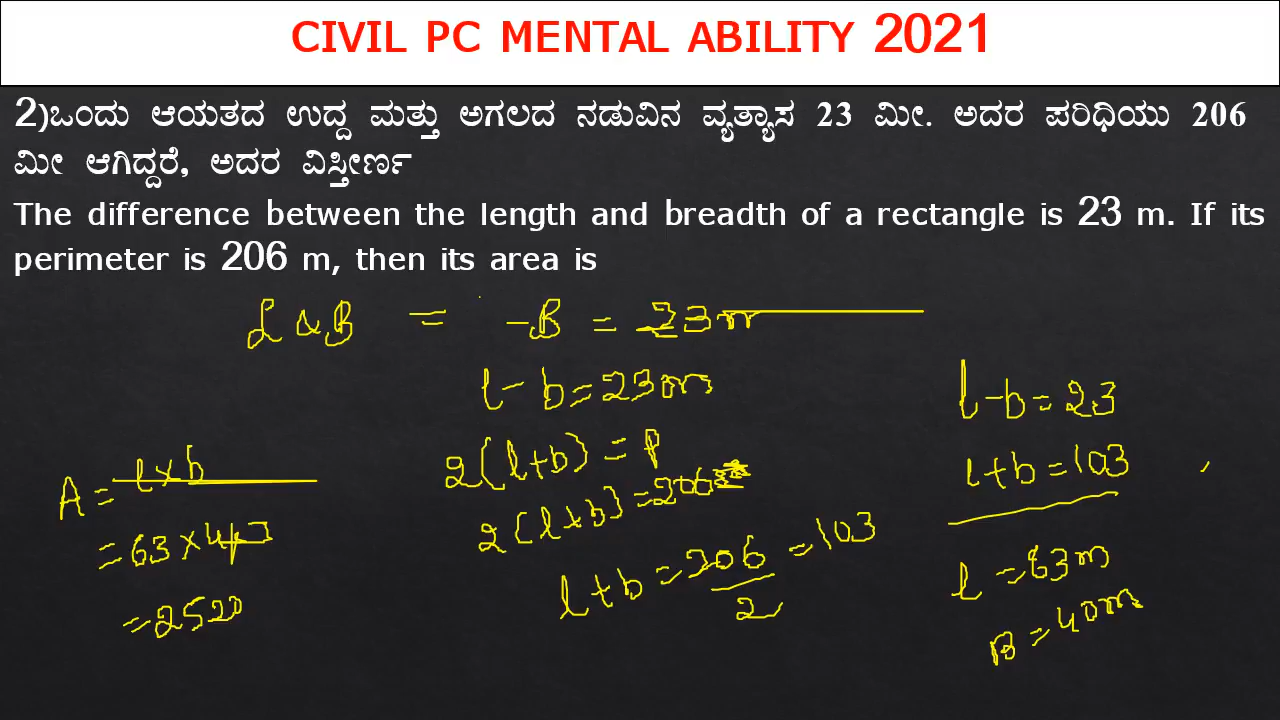 CIVIL PC MENTAL ABILITY 2021
2)ಒಂದು ಆಯತದ ಉದ್ದ ಮತ್ತು ಅಗಲದ ನಡುವಿನ ವ್ಯತ್ಯಾಸ 23 ಮೀ. ಅದರ ಪರಿಧಿಯು 206
ಮೀ ಆಗಿದ್ದರೆ, ಅದರ ವಿಸ್ತೀರ್ಣ
The difference between the length and breadth of a rectangle is 23 m. If its
perimeter is 206 m, then its area is
L & B = - B = 23m
l - b = 23m
2(l+b) = P
2(l+b) = 206
l+b = 206/2 = 103
A = l x b
= 63 x 40
= 2520
l - b = 23
l + b = 103
l = 63m
B = 40m